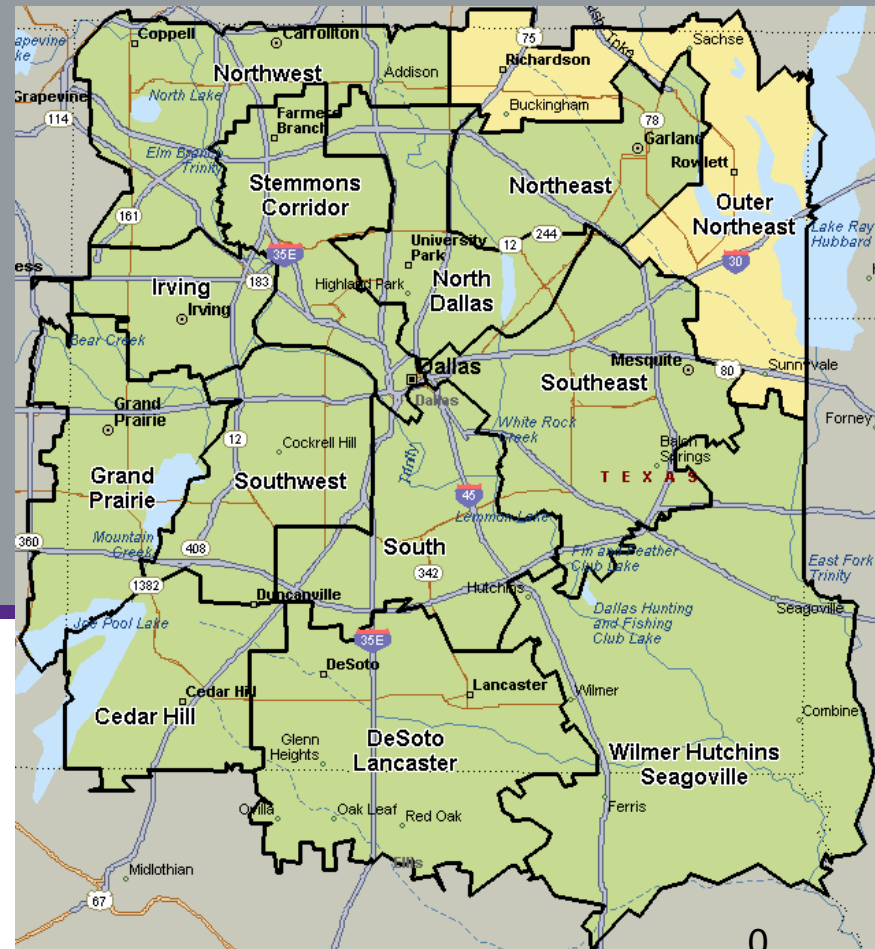 Coppell
Carrollton
75
Sachse
Richardson
Northwest
Addison
Grapevine
North Lake
Buckingham
114
Farmers
Branch
78
Garland
Elm
Trinity
Rowlett
Stemmons
Corridor
Northeast
Outer
Northeast
161
University
Park
12
244
Lake Ray
Hubbard
35E
30
ess
Irving
183
Highland Park
North
Dallas
Irving
Bear Creek
Dallas
Mesquite
80
Sunnyvale
Southeast
Dallas
Grand
Prairie
White Rock
Creek
Forney
12
Cockrell Hill
Balch
Springs
Grand
Prairie
Southwest
Trinity
TEXAS
45
Lemmon Lake
360
Mountain
Creek
408
South
Fin and Feather
Club Lake
East Fork
Trinity
342
1382
Duncanville
Hutchins
Dallas Hunting
and Fishing
Club Lake
Seagoville
Joe Pool Lake
35E
DeSoto
Cedar Hill
Lancaster
Wilmer
Combine
Cedar Hill
DeSoto
Lancaster
Glenn
Heights
Wilmer Hutchins
Seagoville
Ovilla
Oak Leaf
Red Oak
Ferris
Ellis
Midlothian
67
0